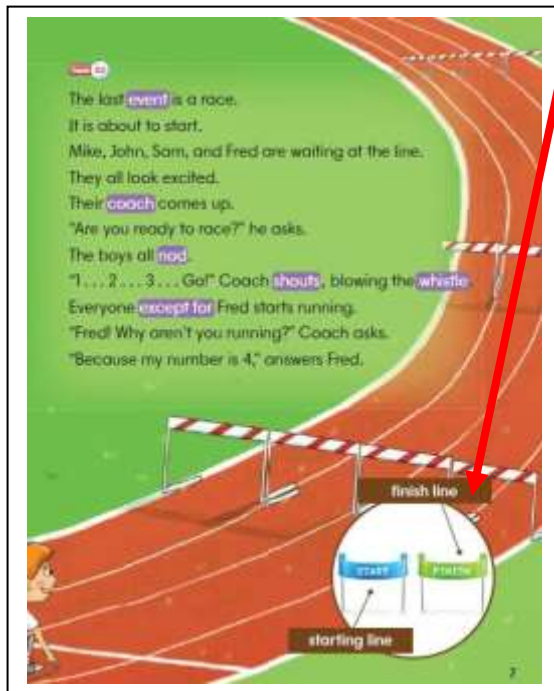 The last event is a race.
It is about to start.
Mike, John, Sam, and Fred are waiting at the line.
They all look excited.
Their coach comes up.
"Are you ready to race?" he asks.
The boys all nod.
"1 . . . 2 . . . 3 . . . Go!" Coach shouts, blowing the whistle.
Everyone except for Fred starts running.
"Fred! Why aren't you running?" Coach asks.
"Because my number is 4," answers Fred.
finish line
START
FINISH
starting line
7